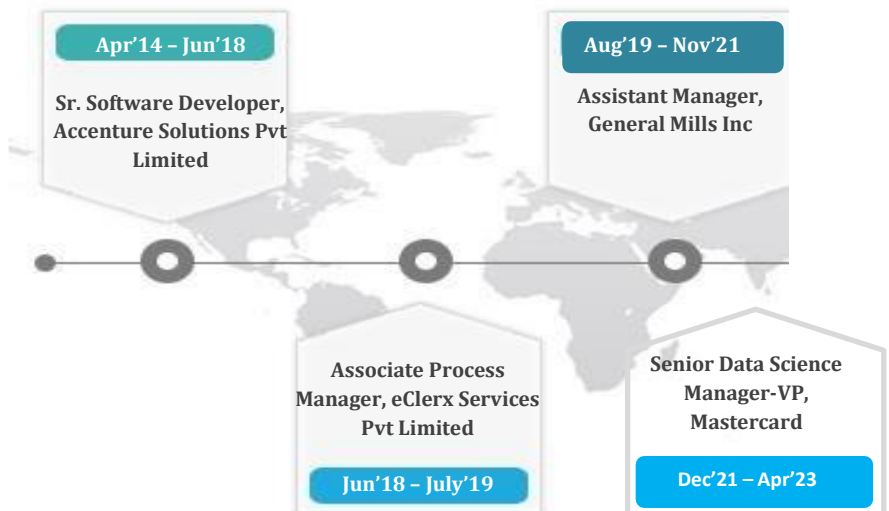 Apr’14 – Jun’18
Sr. Software Developer,
Accenture Solutions Pvt
Limited
Aug’19 – Nov’21
Assistant Manager,
General Mills Inc
Associate Process
Manager, eClerx Services
Pvt Limited
Jun’18 – July’19
Senior Data Science
Manager-VP,
Mastercard
Dec’21 – Apr’23